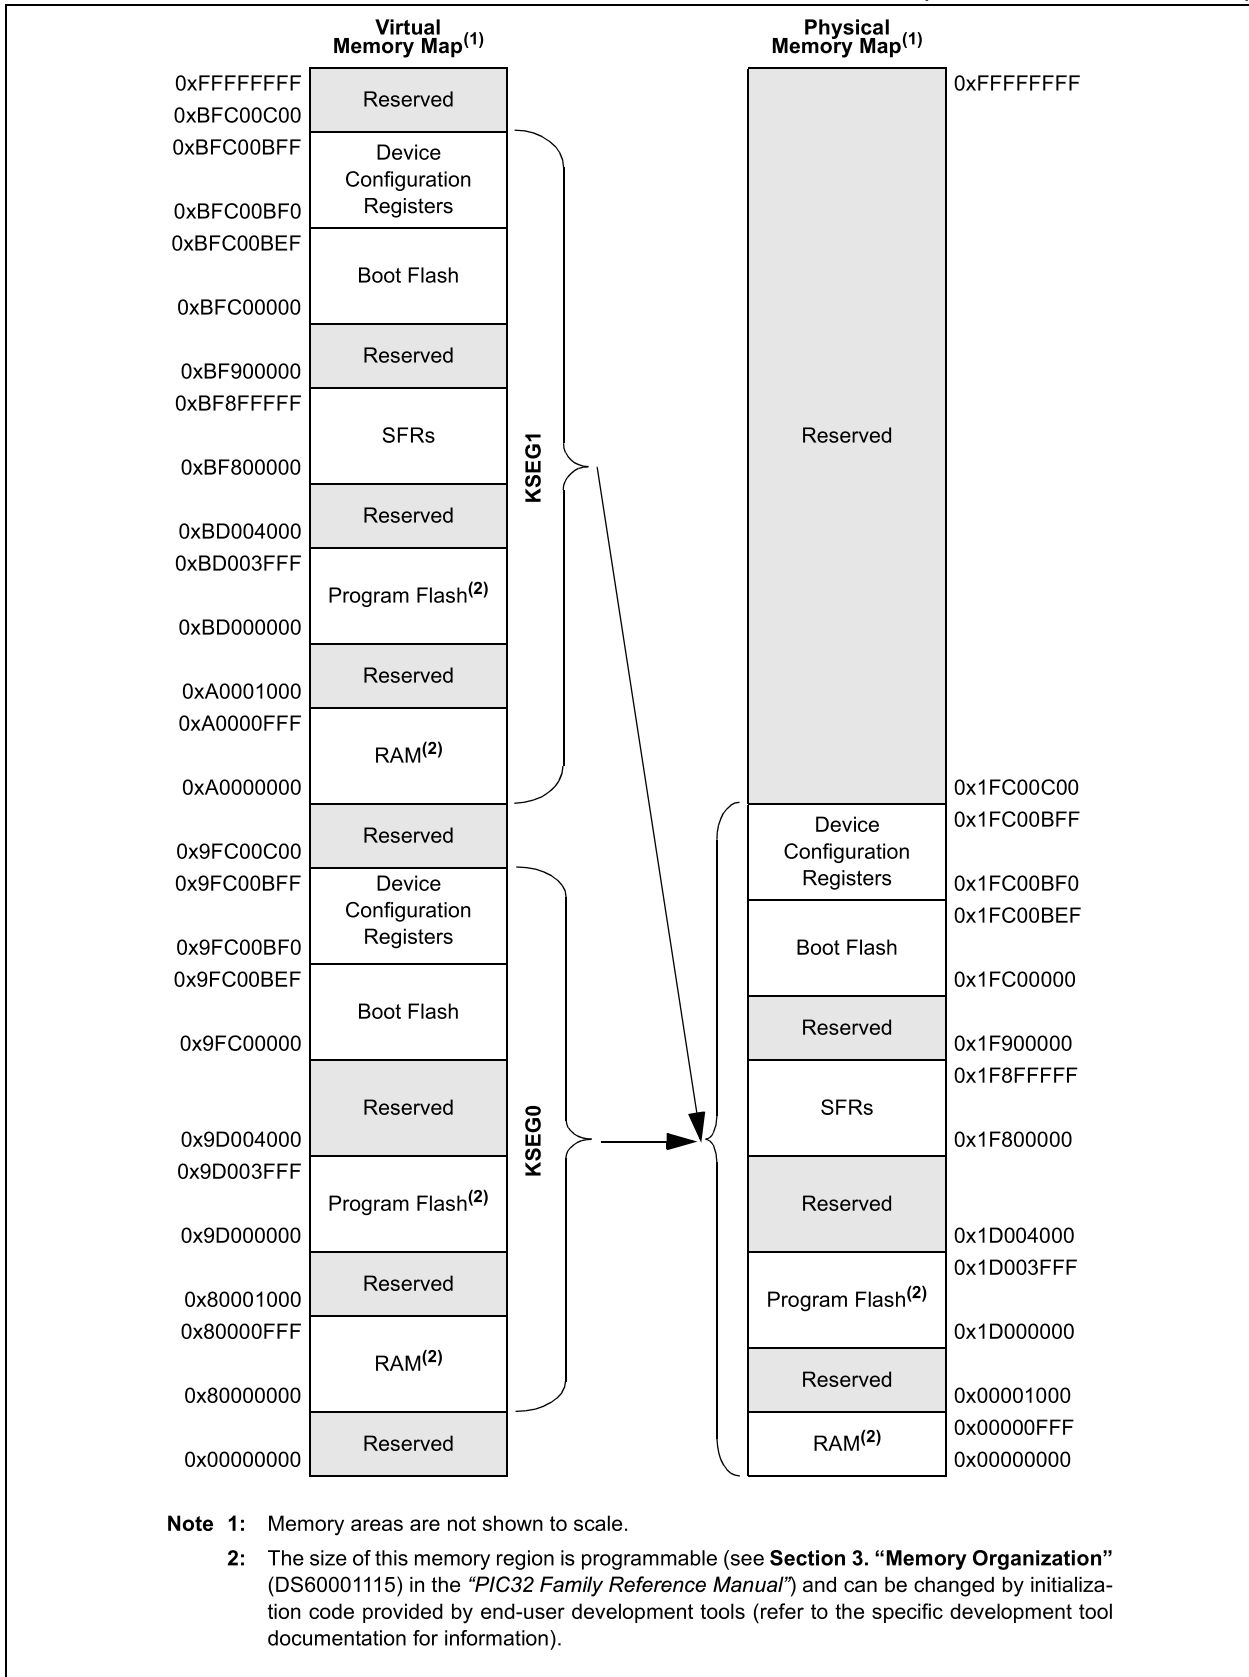 Virtual
Memory Map(1)
0xFFFFFFFF
Reserved
0xBFC00C00
0xBFC00BFF
Device
Configuration
Registers
0xBFC00BF0
0xBFC00BEF
Boot Flash
0xBFC00000
Reserved
0xBF900000
0xBF8FFFFF
SFRs
0xBF800000
Reserved
0xBD004000
0xBD003FFF
Program Flash(2)
0xBD000000
Reserved
0xA0001000
0xA0000FFF
RAM(2)
0xA0000000
KSEG1
Reserved
0x9FC00C00
0x9FC00BFF
Device
Configuration
Registers
0x9FC00BF0
0x9FC00BEF
Boot Flash
0x9FC00000
Reserved
0x9D004000
0x9D003FFF
Program Flash(2)
0x9D000000
Reserved
0x80001000
0x80000FFF
RAM(2)
0x80000000
KSEG0
Reserved
0x00000000
Physical
Memory Map(1)
0xFFFFFFFF
Reserved
0x1FC00C00
0x1FC00BFF
Device
Configuration
Registers
0x1FC00BF0
0x1FC00BEF
Boot Flash
0x1FC00000
Reserved
0x1F900000
0x1F8FFFFF
SFRs
0x1F800000
Reserved
0x1D004000
0x1D003FFF
Program Flash(2)
0x1D000000
Reserved
0x00001000
0x00000FFF
RAM(2)
0x00000000
Note 1: Memory areas are not shown to scale.
2: The size of this memory region is programmable (see Section 3. “Memory Organization”
(DS60001115) in the “PIC32 Family Reference Manual”) and can be changed by initializa-
tion code provided by end-user development tools (refer to the specific development tool
documentation for information).